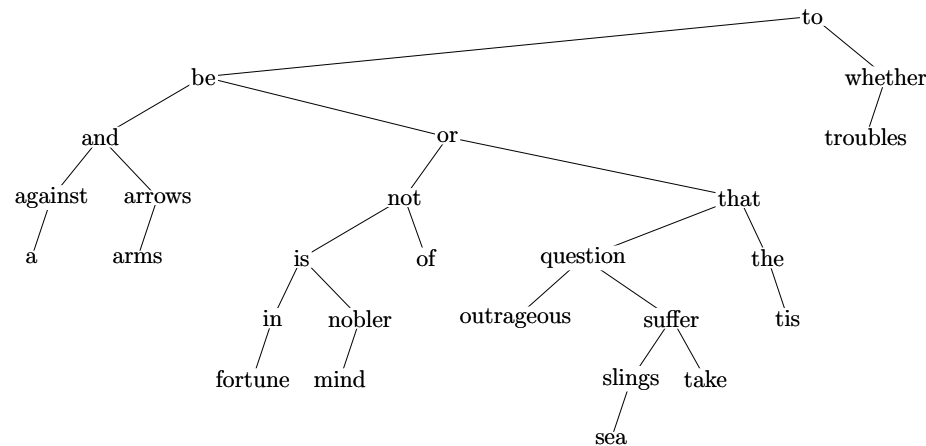 to
be whether
and or troubles
against arrows not that
a arms is of question the
in nobler outrageous suffer tis
fortune mind slings take
sea